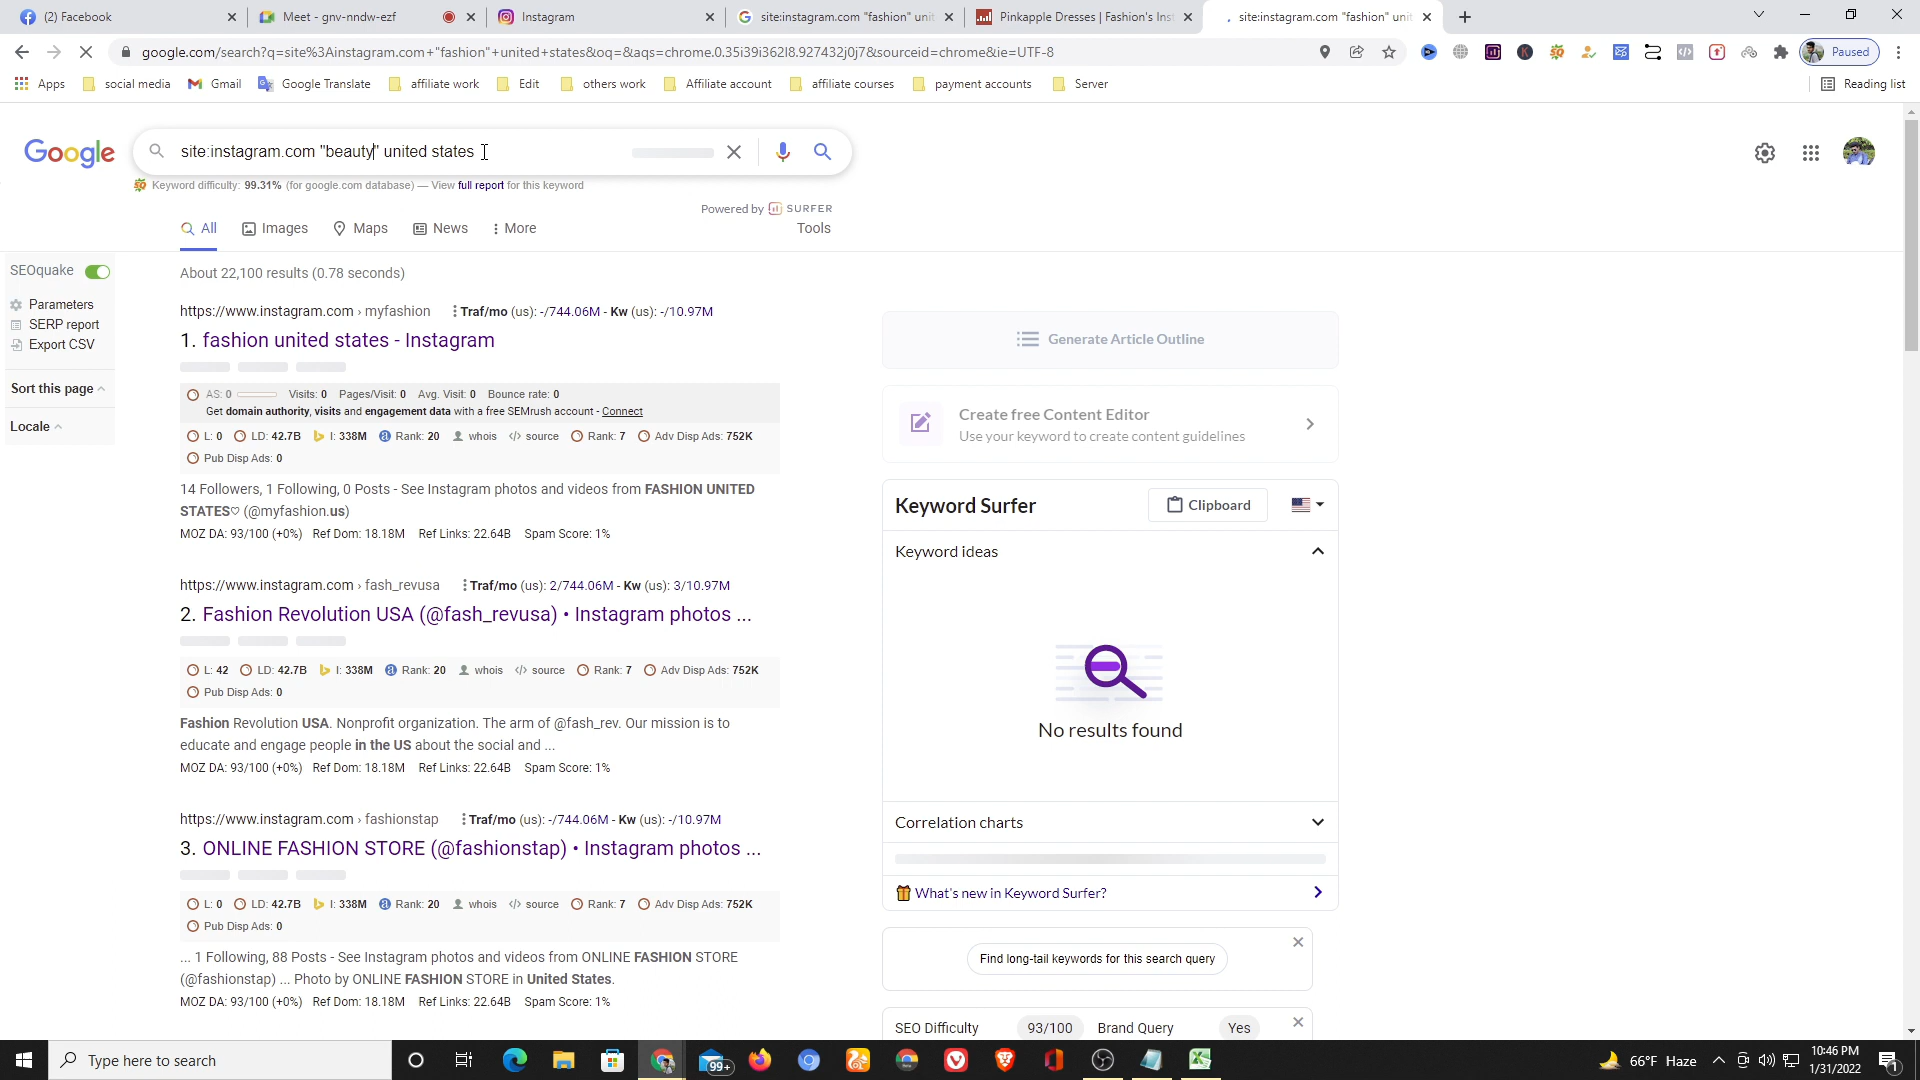 (2) Facebook
Meet - gnv-nndw-ezf
Instagram
site:instagram.com "fashion" unit
Pinkapple Dresses | Fashion's Inst
site:instagram.com "fashion" unit
google.com/search?q=site%3Ainstagram.com+"fashion"+united+states&oq=&aqs=chrome.0.35i39i362l8.927432j0j7&sourceid=chrome&ie=UTF-8
Paused
Apps
social media
Gmail
Google Translate
affiliate work
Edit
others work
Affiliate account
affiliate courses
payment accounts
Server
Reading list
Google
site:instagram.com "beauty" united states
Keyword difficulty: 99.31% (for google.com database) — View full report for this keyword
Powered by SURFER
All
Images
Maps
News
More
Tools
SEOquake
Parameters
SERP report
Export CSV
Sort this page
Locale
About 22,100 results (0.78 seconds)
https://www.instagram.com › myfashion
Traf/mo (us): -/744.06M - Kw (us): -/10.97M
1. fashion united states - Instagram
AS: 0 Visits: 0 Pages/Visit: 0 Avg. Visit: 0 Bounce rate: 0
Get domain authority, visits and engagement data with a free SEMrush account - Connect
L: 0 LD: 42.7B I: 338M Rank: 20 whois source Rank: 7 Adv Disp Ads: 752K
Pub Disp Ads: 0
14 Followers, 1 Following, 0 Posts - See Instagram photos and videos from FASHION UNITED
STATES♡ (@myfashion.us)
MOZ DA: 93/100 (+0%) Ref Dom: 18.18M Ref Links: 22.64B Spam Score: 1%
https://www.instagram.com › fash_revusa
Traf/mo (us): 2/744.06M - Kw (us): 3/10.97M
2. Fashion Revolution USA (@fash_revusa) • Instagram photos ...
L: 42 LD: 42.7B I: 338M Rank: 20 whois source Rank: 7 Adv Disp Ads: 752K
Pub Disp Ads: 0
Fashion Revolution USA. Nonprofit organization. The arm of @fash_rev. Our mission is to
educate and engage people in the US about the social and ...
MOZ DA: 93/100 (+0%) Ref Dom: 18.18M Ref Links: 22.64B Spam Score: 1%
https://www.instagram.com › fashionstap
Traf/mo (us): -/744.06M - Kw (us): -/10.97M
3. ONLINE FASHION STORE (@fashionstap) • Instagram photos ...
L: 0 LD: 42.7B I: 338M Rank: 20 whois source Rank: 7 Adv Disp Ads: 752K
Pub Disp Ads: 0
... 1 Following, 88 Posts - See Instagram photos and videos from ONLINE FASHION STORE
(@fashionstap) ... Photo by ONLINE FASHION STORE in United States.
MOZ DA: 93/100 (+0%) Ref Dom: 18.18M Ref Links: 22.64B Spam Score: 1%
Generate Article Outline
Create free Content Editor
Use your keyword to create content guidelines
Keyword Surfer
Clipboard
Keyword ideas
No results found
Correlation charts
What's new in Keyword Surfer?
Find long-tail keywords for this search query
SEO Difficulty 93/100 Brand Query Yes
Type here to search
99+
66°F Haze
10:46 PM
1/31/2022
1